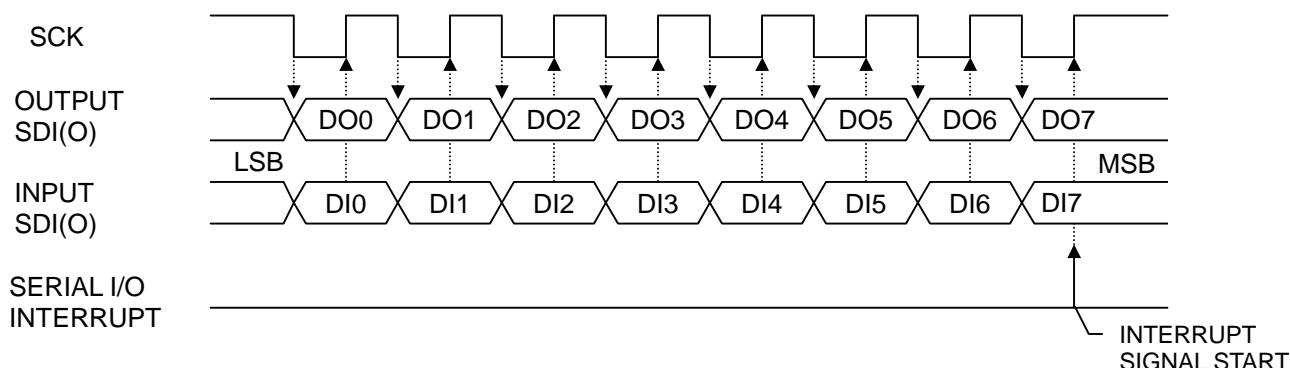 SCK
OUTPUT
SDI(O)
DO0 DO1 DO2 DO3 DO4 DO5 DO6 DO7
LSB
MSB
INPUT
SDI(O)
DI0 DI1 DI2 DI3 DI4 DI5 DI6 DI7
SERIAL I/O
INTERRUPT
INTERRUPT
SIGNAL START